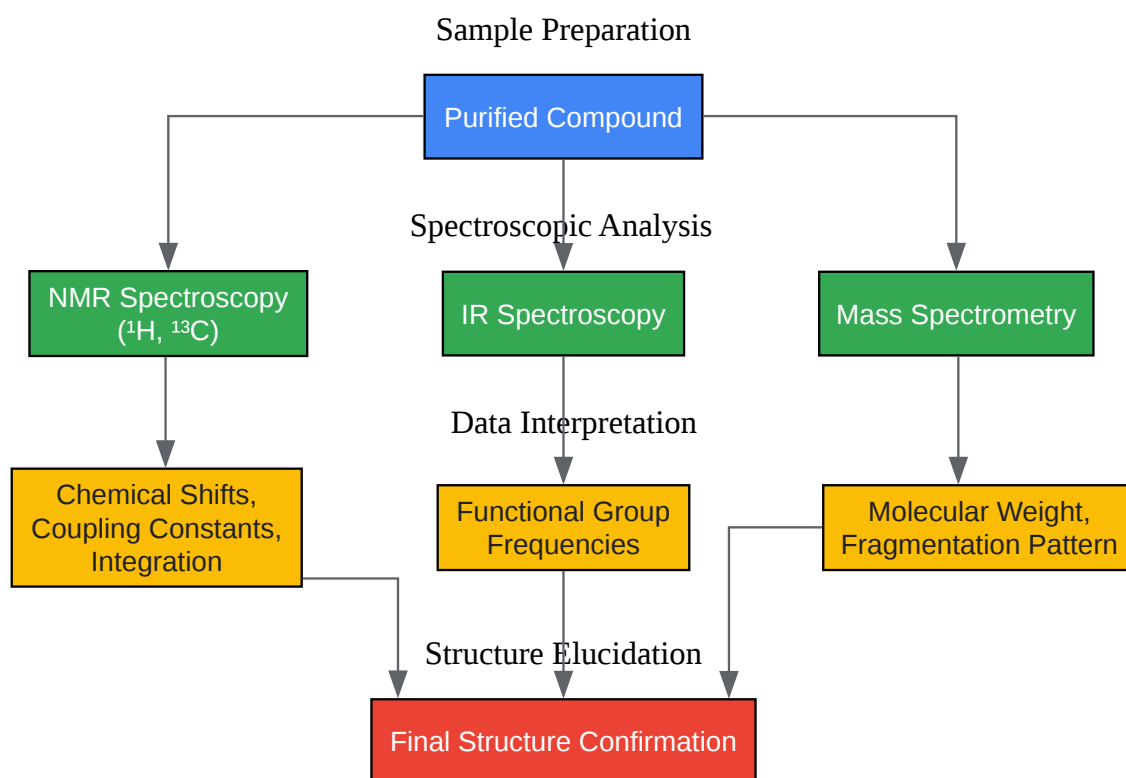 Sample Preparation
Purified Compound
Spectroscopic Analysis
NMR Spectroscopy
(¹H, ¹³C)
IR Spectroscopy
Mass Spectrometry
Data Interpretation
Chemical Shifts,
Coupling Constants,
Integration
Functional Group
Frequencies
Molecular Weight,
Fragmentation Pattern
Structure Elucidation
Final Structure Confirmation